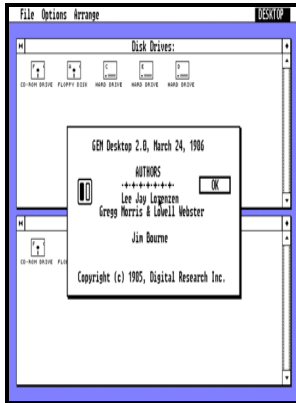 File Options Arrange DESKTOP
Disk Drives:
CD-ROM DRIVE FLOPPY DISK HARD DRIVE HARD DRIVE HARD DRIVE
GEM Desktop 2.0, March 24, 1986
AUTHORS
OK
Lee Jay Lorenzen
Gregg Morris & Lowell Webster
Jim Bourne
Copyright (c) 1985, Digital Research Inc.
CD-ROM DRIVE FLO